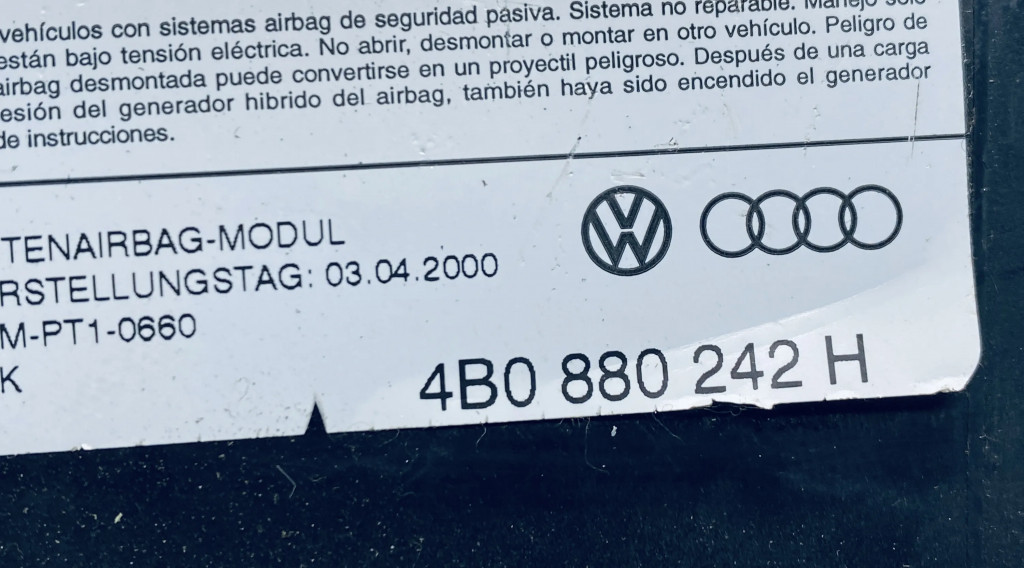 vehículos con sistemas airbag de seguridad pasiva. Sistema no reparable. Manejo sólo
están bajo tensión eléctrica. No abrir, desmontar o montar en otro vehículo. Peligro de
airbag desmontada puede convertirse en un proyectil peligroso. Después de una carga
esión del generador hibrido del airbag, también haya sido encendido el generador
de instrucciones.
TENAIRBAG-MODUL
RSTELLUNGSTAG: 03.04.2000
M-PT1-0660
K
VW
4B0 880 242 H